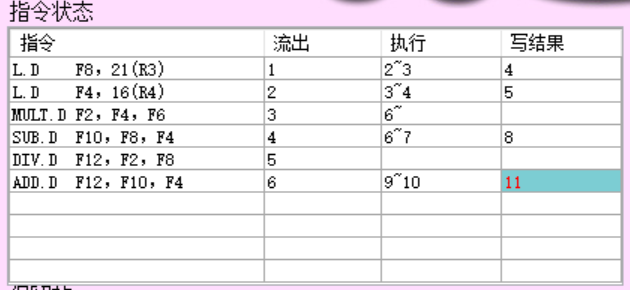 指令状态
指令 流出 执行 写结果
L.D F8, 21(R3) 1 2~3 4
L.D F4, 16(R4) 2 3~4 5
MULT.D F2, F4, F6 3 6~
SUB.D F10, F8, F4 4 6~7 8
DIV.D F12, F2, F8 5
ADD.D F12, F10, F4 6 9~10 11